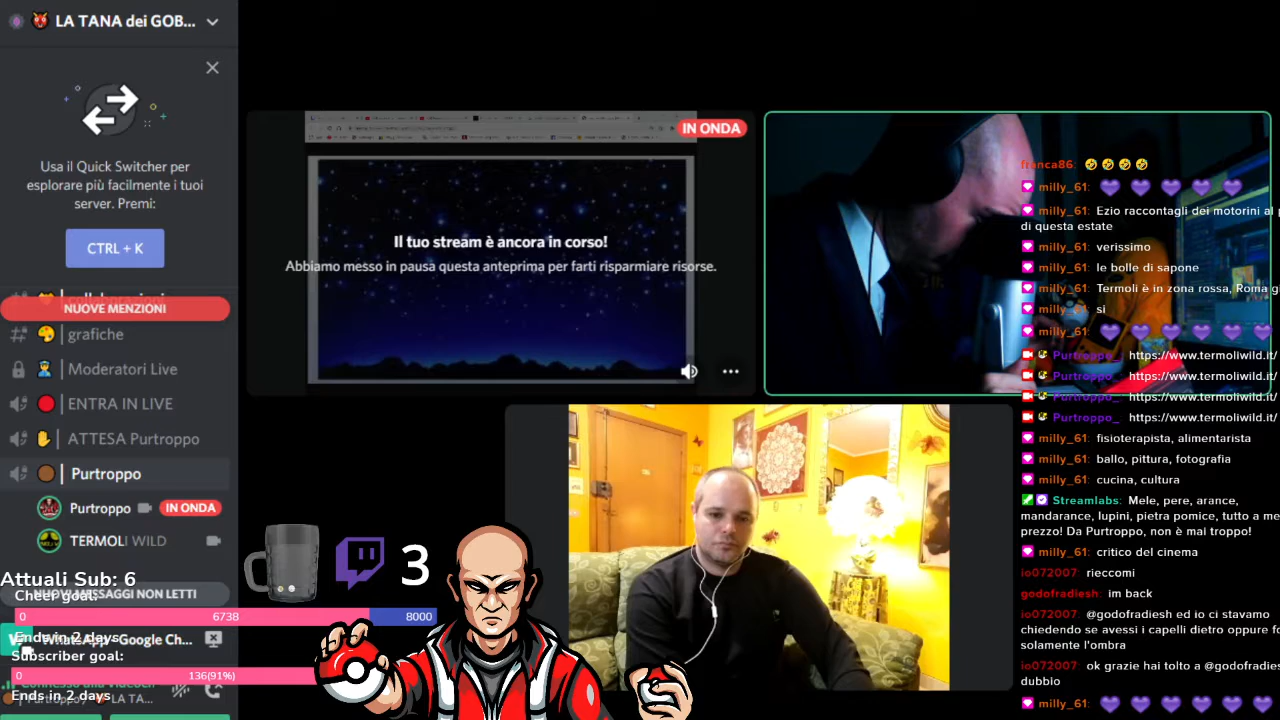 LA TANA dei GOB...
Usa il Quick Switcher per
esplorare più facilmente i tuoi
server. Premi:
CTRL + K
collaborazioni
NUOVE MENZIONI
grafiche
Moderatori Live
ENTRA IN LIVE
ATTESA Purtroppo
Purtroppo
Purtroppo IN ONDA
TERMOLI WILD
Attuali Sub: 6
NUOVI MESSAGGI NON LETTI
Cheer goal:
0 6738 8000
Ends in 2 days
WhatsApp - Google Ch...
Subscriber goal:
0 136(91%)
Ends in 2 days
3
IN ONDA
Il tuo stream è ancora in corso!
Abbiamo messo in pausa questa anteprima per farti risparmiare risorse.
franca86:
milly_61:
milly_61: Ezio raccontagli dei motorini al
di questa estate
milly_61: verissimo
milly_61: le bolle di sapone
milly_61: Termoli è in zona rossa, Roma
milly_61: si
milly_61:
Purtroppo_ https://www.termoliwild.it/
Purtroppo_ https://www.termoliwild.it/
Purtroppo_ https://www.termoliwild.it/
Purtroppo_ https://www.termoliwild.it/
milly_61: fisioterapista, alimentarista
milly_61: ballo, pittura, fotografia
milly_61: cucina, cultura
Streamlabs: Mele, pere, arance,
mandarance, lupini, pietra pomice, tutto a me
prezzo! Da Purtroppo, non è mai troppo!
milly_61: critico del cinema
io072007: rieccomi
godofradiesh: im back
io072007: @godofradiesh ed io ci stavamo
chiedendo se avessi i capelli dietro oppure fo
solamente l'ombra
io072007: ok grazie hai tolto a @godofradies
dubbio
milly_61: